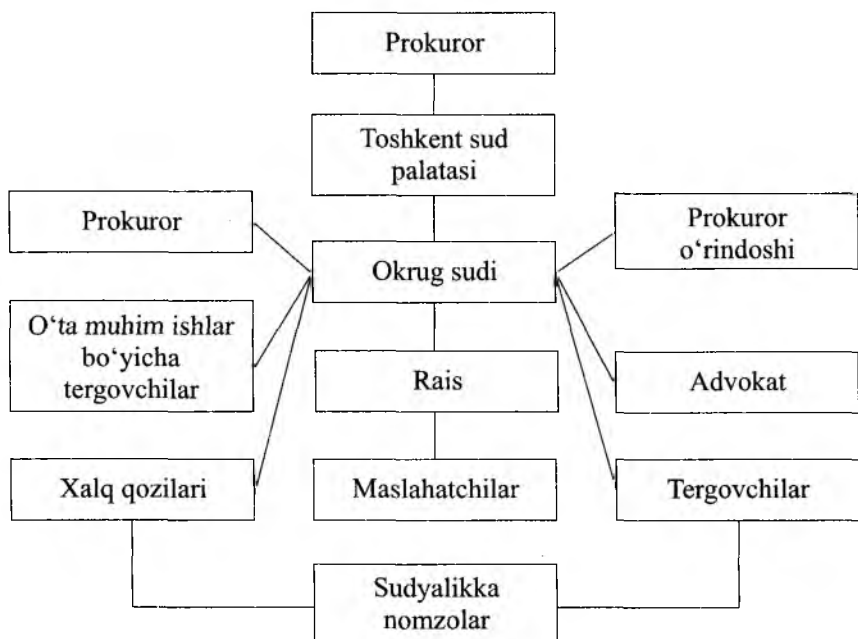 Prokuror
Toshkent sud
palatasi
Prokuror
Prokuror
o‘rindoshi
Okrug sudi
O‘ta muhim ishlar
bo‘yicha
tergovchilar
Rais
Advokat
Xalq qozilari
Maslahatchilar
Tergovchilar
Sudyalikka
nomzolar